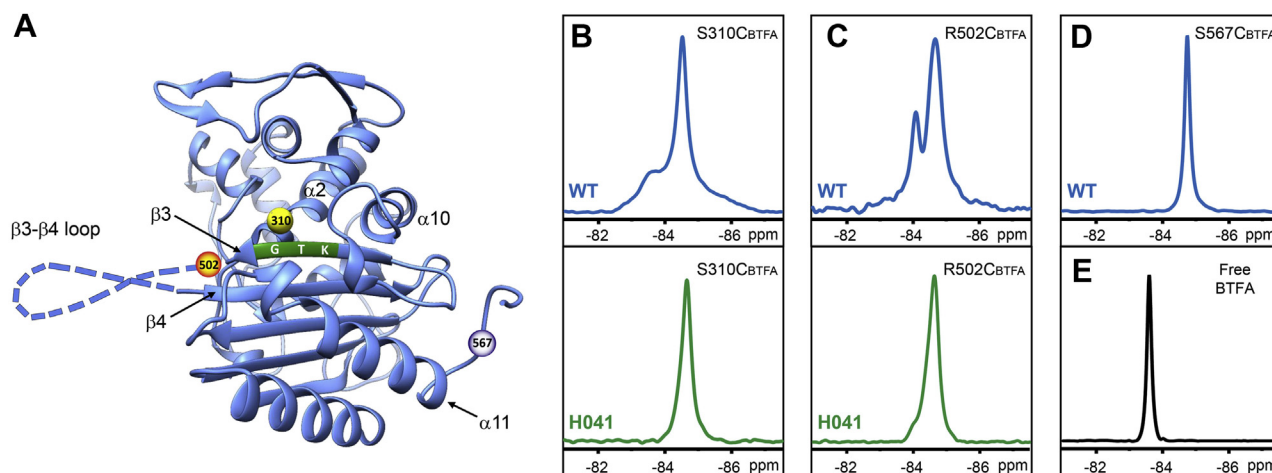 A
α2
β3
310
α10
β3-β4 loop
G T K
502
β4
567
α11
B
S310CBTFA
WT
-82 -84 -86 ppm
S310CBTFA
H041
-82 -84 -86 ppm
C
R502CBTFA
WT
-82 -84 -86 ppm
R502CBTFA
H041
-82 -84 -86 ppm
D
S567CBTFA
WT
-82 -84 -86 ppm
E
Free
BTFA
-82 -84 -86 ppm